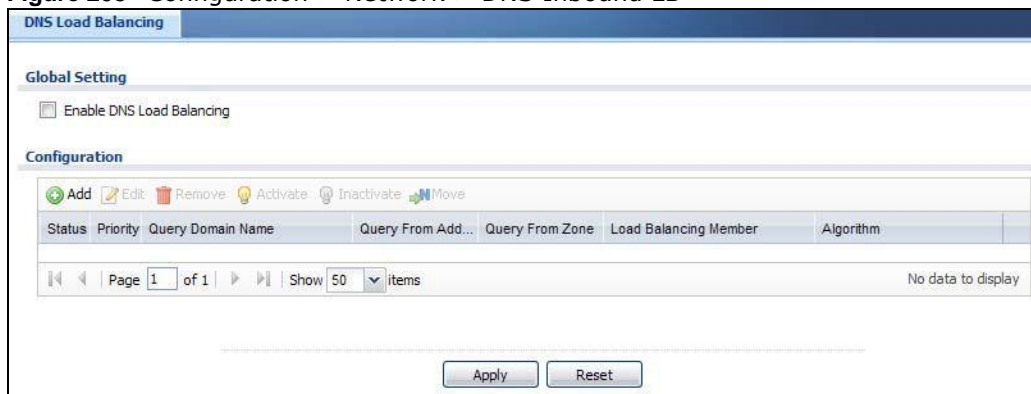 DNS Load Balancing
Global Setting
Enable DNS Load Balancing
Configuration
Add Edit Remove Activate Inactivate Move
Status Priority Query Domain Name Query From Add... Query From Zone Load Balancing Member Algorithm
Page 1 of 1 Show 50 items No data to display
Apply Reset